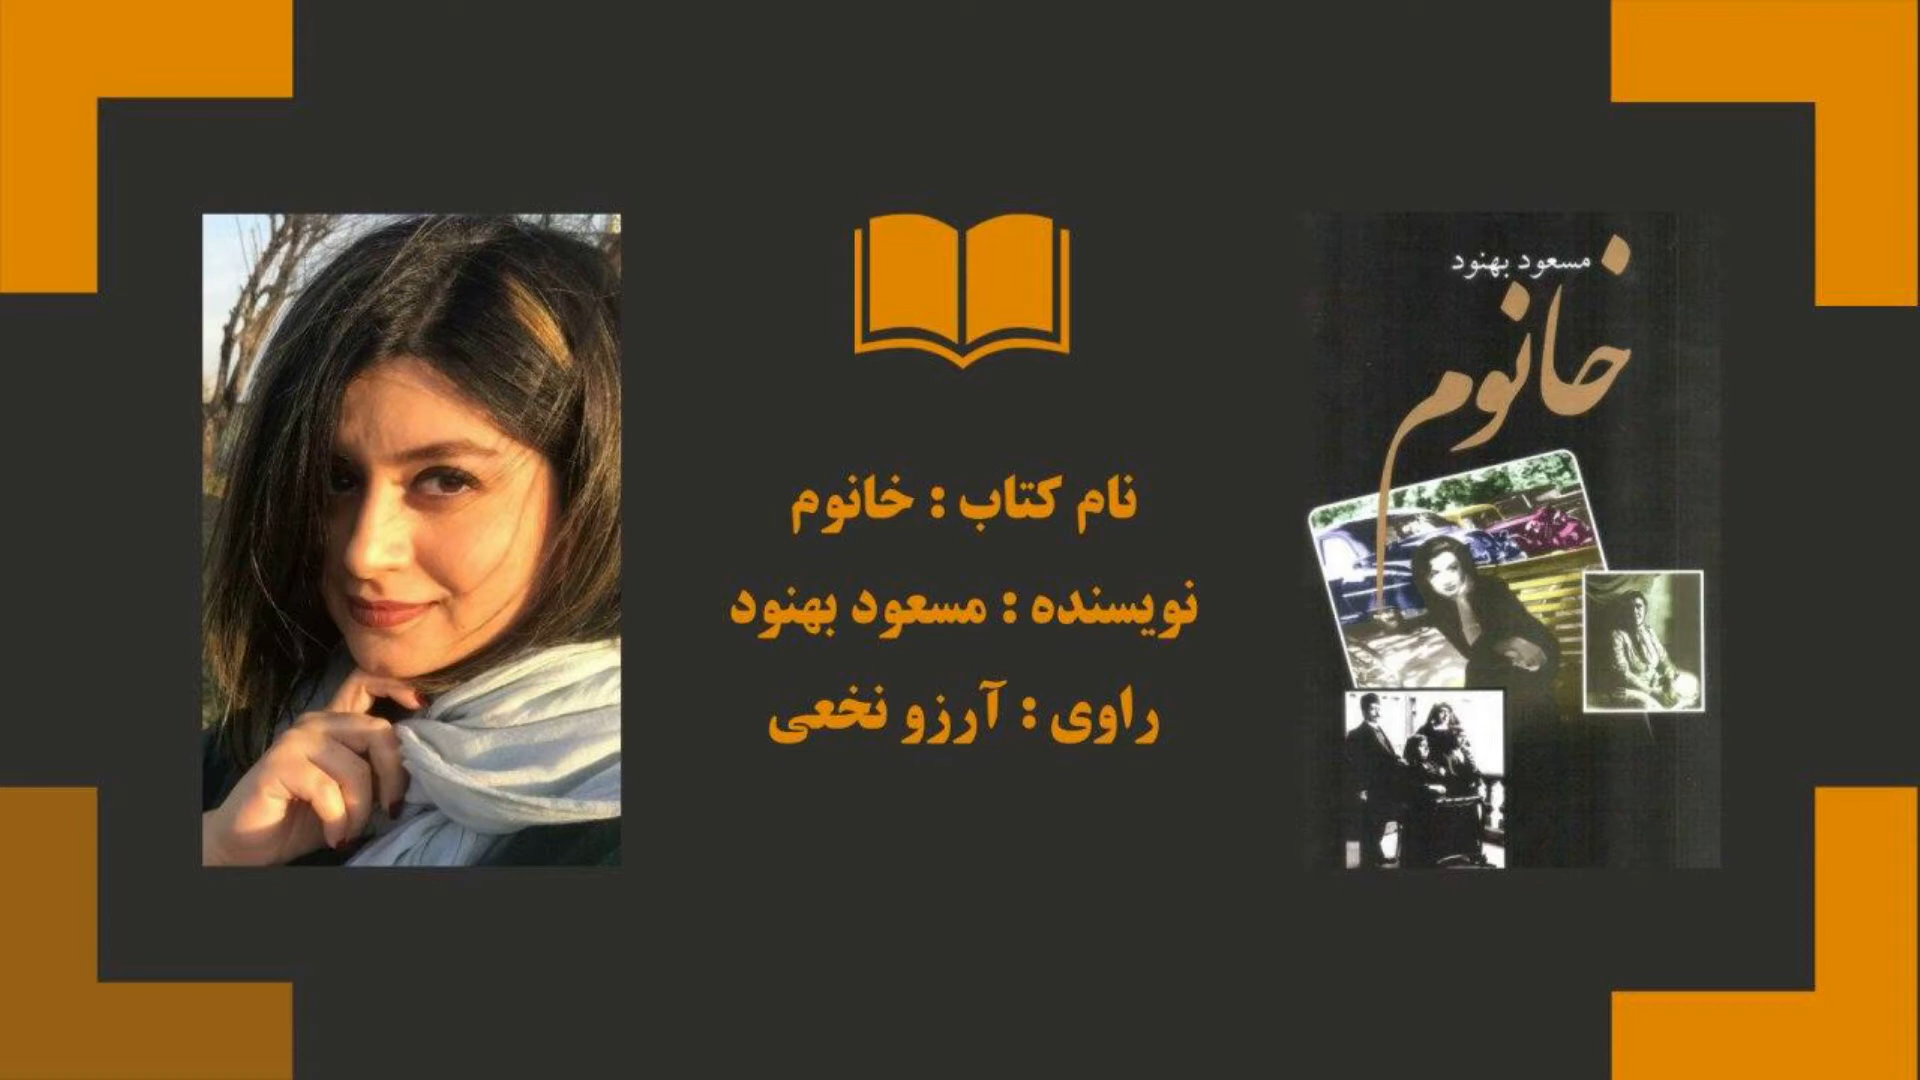 مسعود بهنود
خانوم
نام کتاب : خانوم
نویسنده : مسعود بهنود
راوی : آرزو نخعی